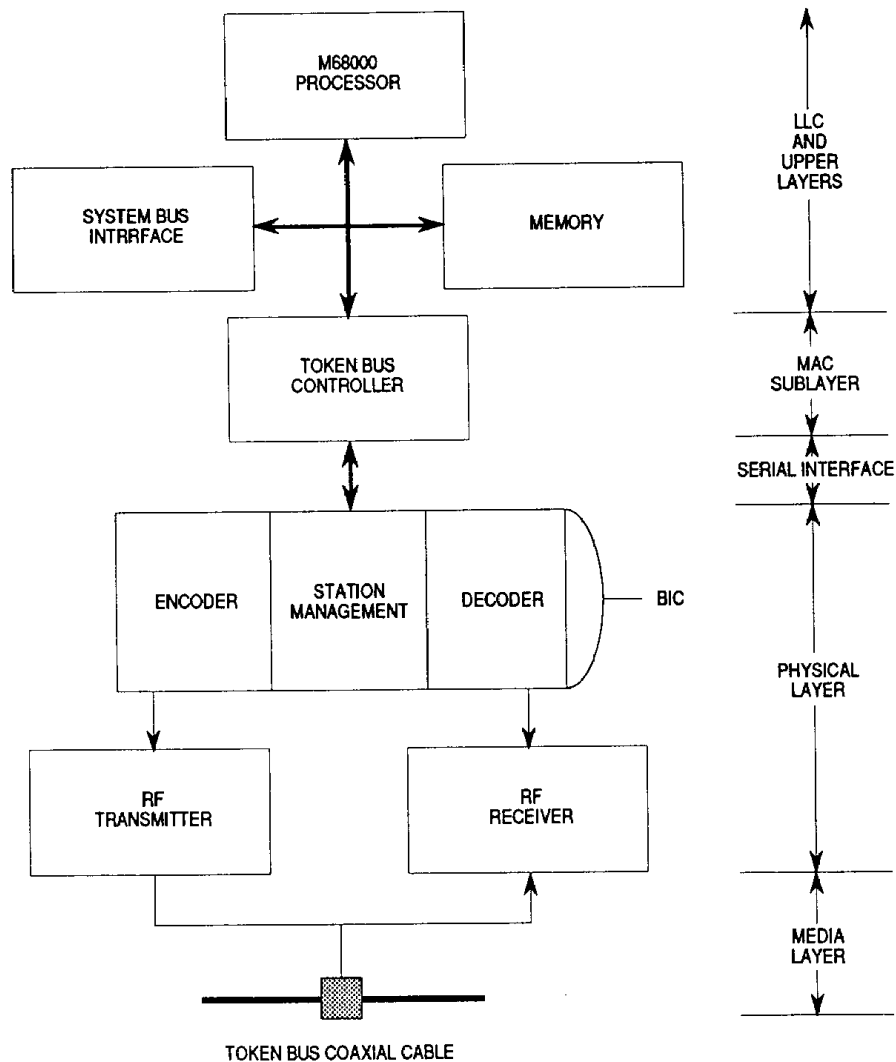 M68000
PROCESSOR
LLC
AND
UPPER
LAYERS
SYSTEM BUS
INTRRFACE
MEMORY
TOKEN BUS
CONTROLLER
MAC
SUBLAYER
SERIAL INTERFACE
ENCODER
STATION
MANAGEMENT
DECODER
BIC
PHYSICAL
LAYER
RF
TRANSMITTER
RF
RECEIVER
MEDIA
LAYER
TOKEN BUS COAXIAL CABLE